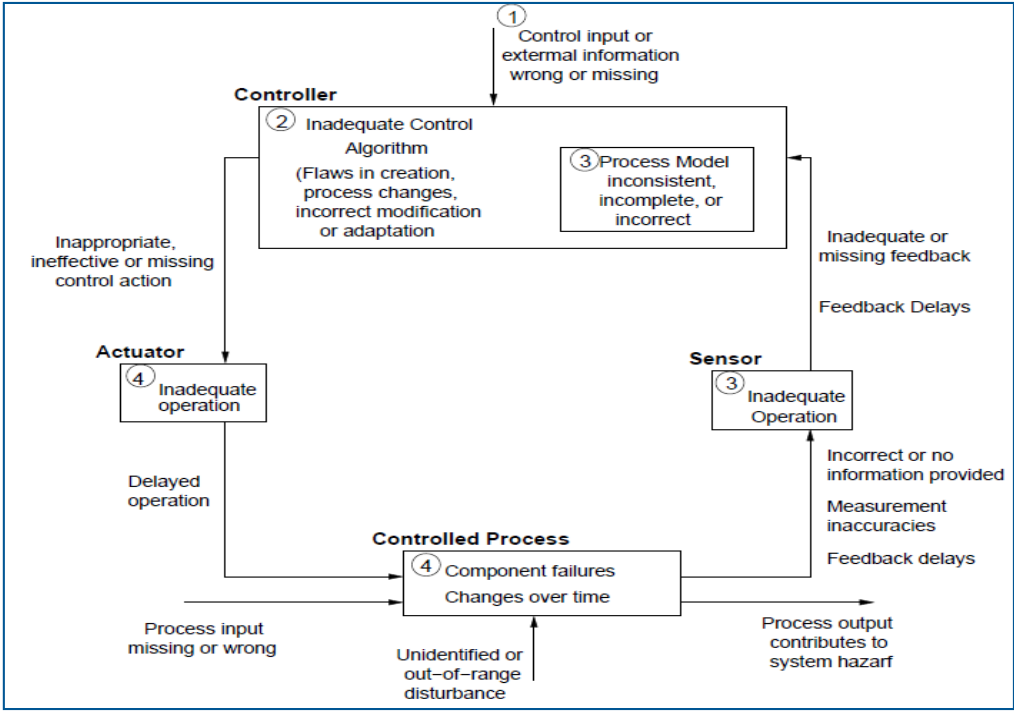 1
Control input or
extermal information
wrong or missing
Controller
2 Inadequate Control
Algorithm
(Flaws in creation,
process changes,
incorrect modification
or adaptation
3 Process Model
inconsistent,
incomplete, or
incorrect
Inappropriate,
ineffective or missing
control action
Inadequate or
missing feedback
Feedback Delays
Actuator
4 Inadequate
operation
Sensor
3 Inadequate
Operation
Delayed
operation
Incorrect or no
information provided
Measurement
inaccuracies
Feedback delays
Controlled Process
4 Component failures
Changes over time
Process input
missing or wrong
Unidentified or
out-of-range
disturbance
Process output
contributes to
system hazarf